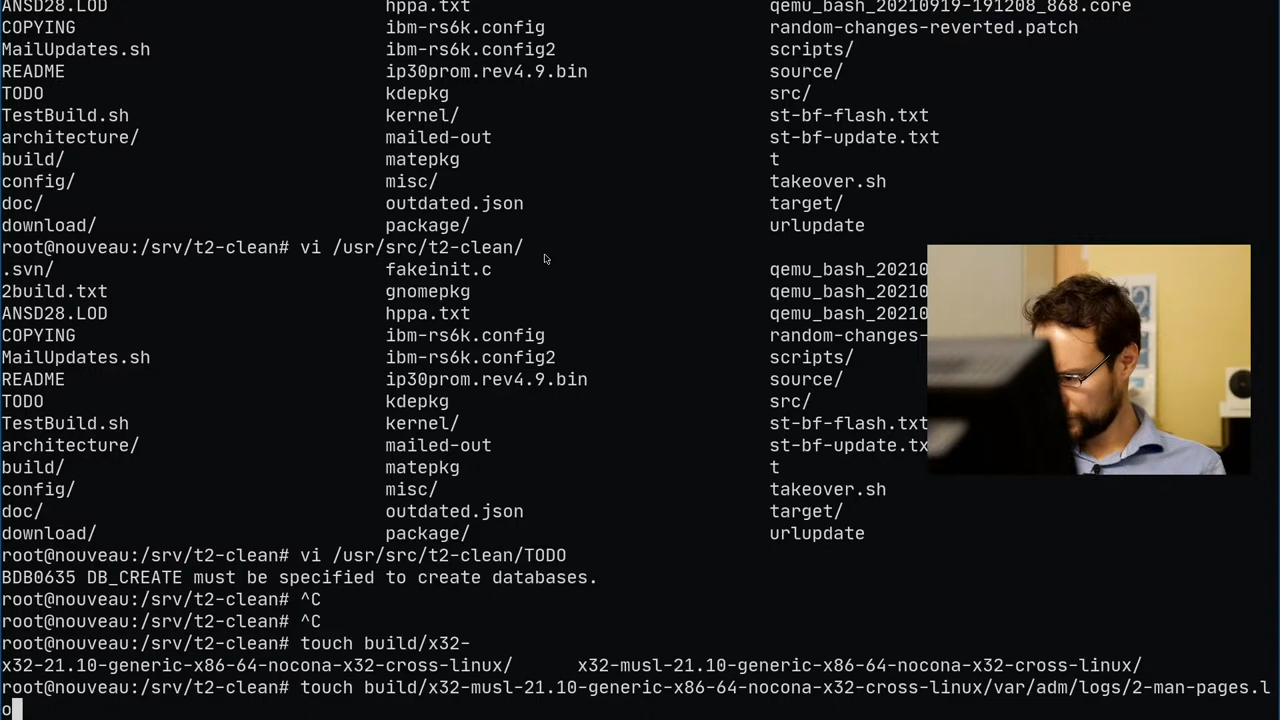 ANSD28.LOD hppa.txt qemu_bash_20210919-191208_868.core
COPYING ibm-rs6k.config random-changes-reverted.patch
MailUpdates.sh ibm-rs6k.config2 scripts/
README ip30prom.rev4.9.bin source/
TODO kdepkg src/
TestBuild.sh kernel/ st-bf-flash.txt
architecture/ mailed-out st-bf-update.txt
build/ matepkg t
config/ misc/ takeover.sh
doc/ outdated.json target/
download/ package/ urlupdate
root@nouveau:/srv/t2-clean# vi /usr/src/t2-clean/
.svn/ fakeinit.c qemu_bash_20210
2build.txt gnomepkg qemu_bash_20210
ANSD28.LOD hppa.txt qemu_bash_20210
COPYING ibm-rs6k.config random-changes-
MailUpdates.sh ibm-rs6k.config2 scripts/
README ip30prom.rev4.9.bin source/
TODO kdepkg src/
TestBuild.sh kernel/ st-bf-flash.txt
architecture/ mailed-out st-bf-update.tx
build/ matepkg t
config/ misc/ takeover.sh
doc/ outdated.json target/
download/ package/ urlupdate
root@nouveau:/srv/t2-clean# vi /usr/src/t2-clean/TODO
BDB0635 DB_CREATE must be specified to create databases.
root@nouveau:/srv/t2-clean# ^C
root@nouveau:/srv/t2-clean# ^C
root@nouveau:/srv/t2-clean# touch build/x32-
x32-21.10-generic-x86-64-nocona-x32-cross-linux/ x32-musl-21.10-generic-x86-64-nocona-x32-cross-linux/
root@nouveau:/srv/t2-clean# touch build/x32-musl-21.10-generic-x86-64-nocona-x32-cross-linux/var/adm/logs/2-man-pages.l
o